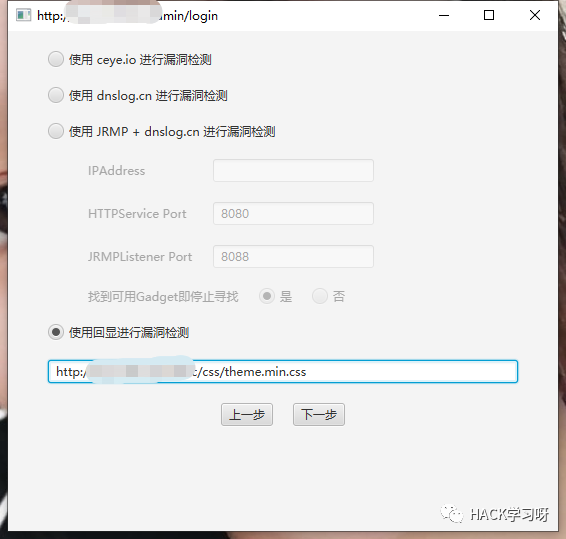 http:/ dmin/login
使用 ceye.io 进行漏洞检测
使用 dnslog.cn 进行漏洞检测
使用 JRMP + dnslog.cn 进行漏洞检测
IPAddress
HTTPService Port 8080
JRMPListener Port 8088
找到可用Gadget即停止寻找 是 否
使用回显进行漏洞检测
http:/ c/css/theme.min.css
上一步 下一步
HACK学习呀